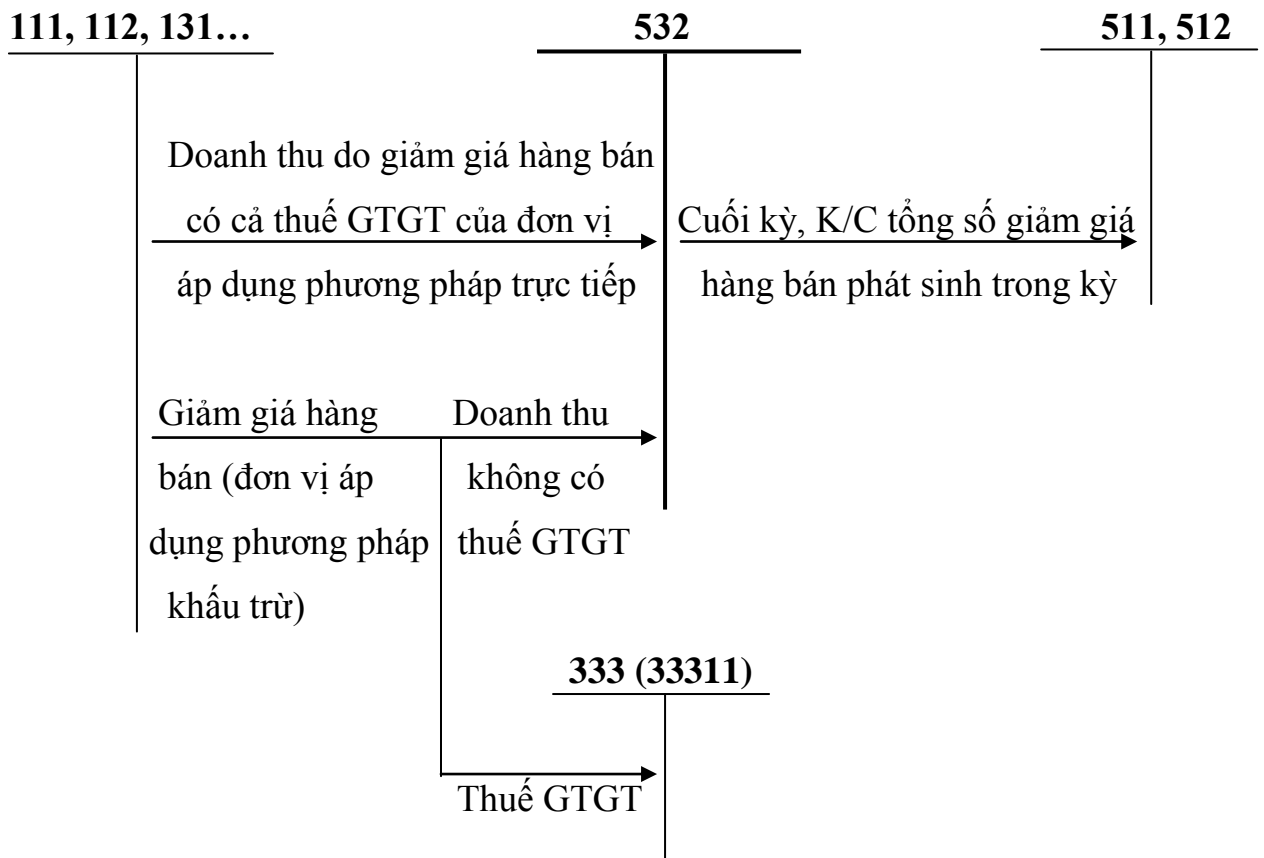 111, 112, 131…
532
511, 512
Doanh thu do giảm giá hàng bán
có cả thuế GTGT của đơn vị
áp dụng phương pháp trực tiếp
Cuối kỳ, K/C tổng số giảm giá
hàng bán phát sinh trong kỳ
Giảm giá hàng
bán (đơn vị áp
dụng phương pháp
khấu trừ)
Doanh thu
không có
thuế GTGT
333 (33311)
Thuế GTGT